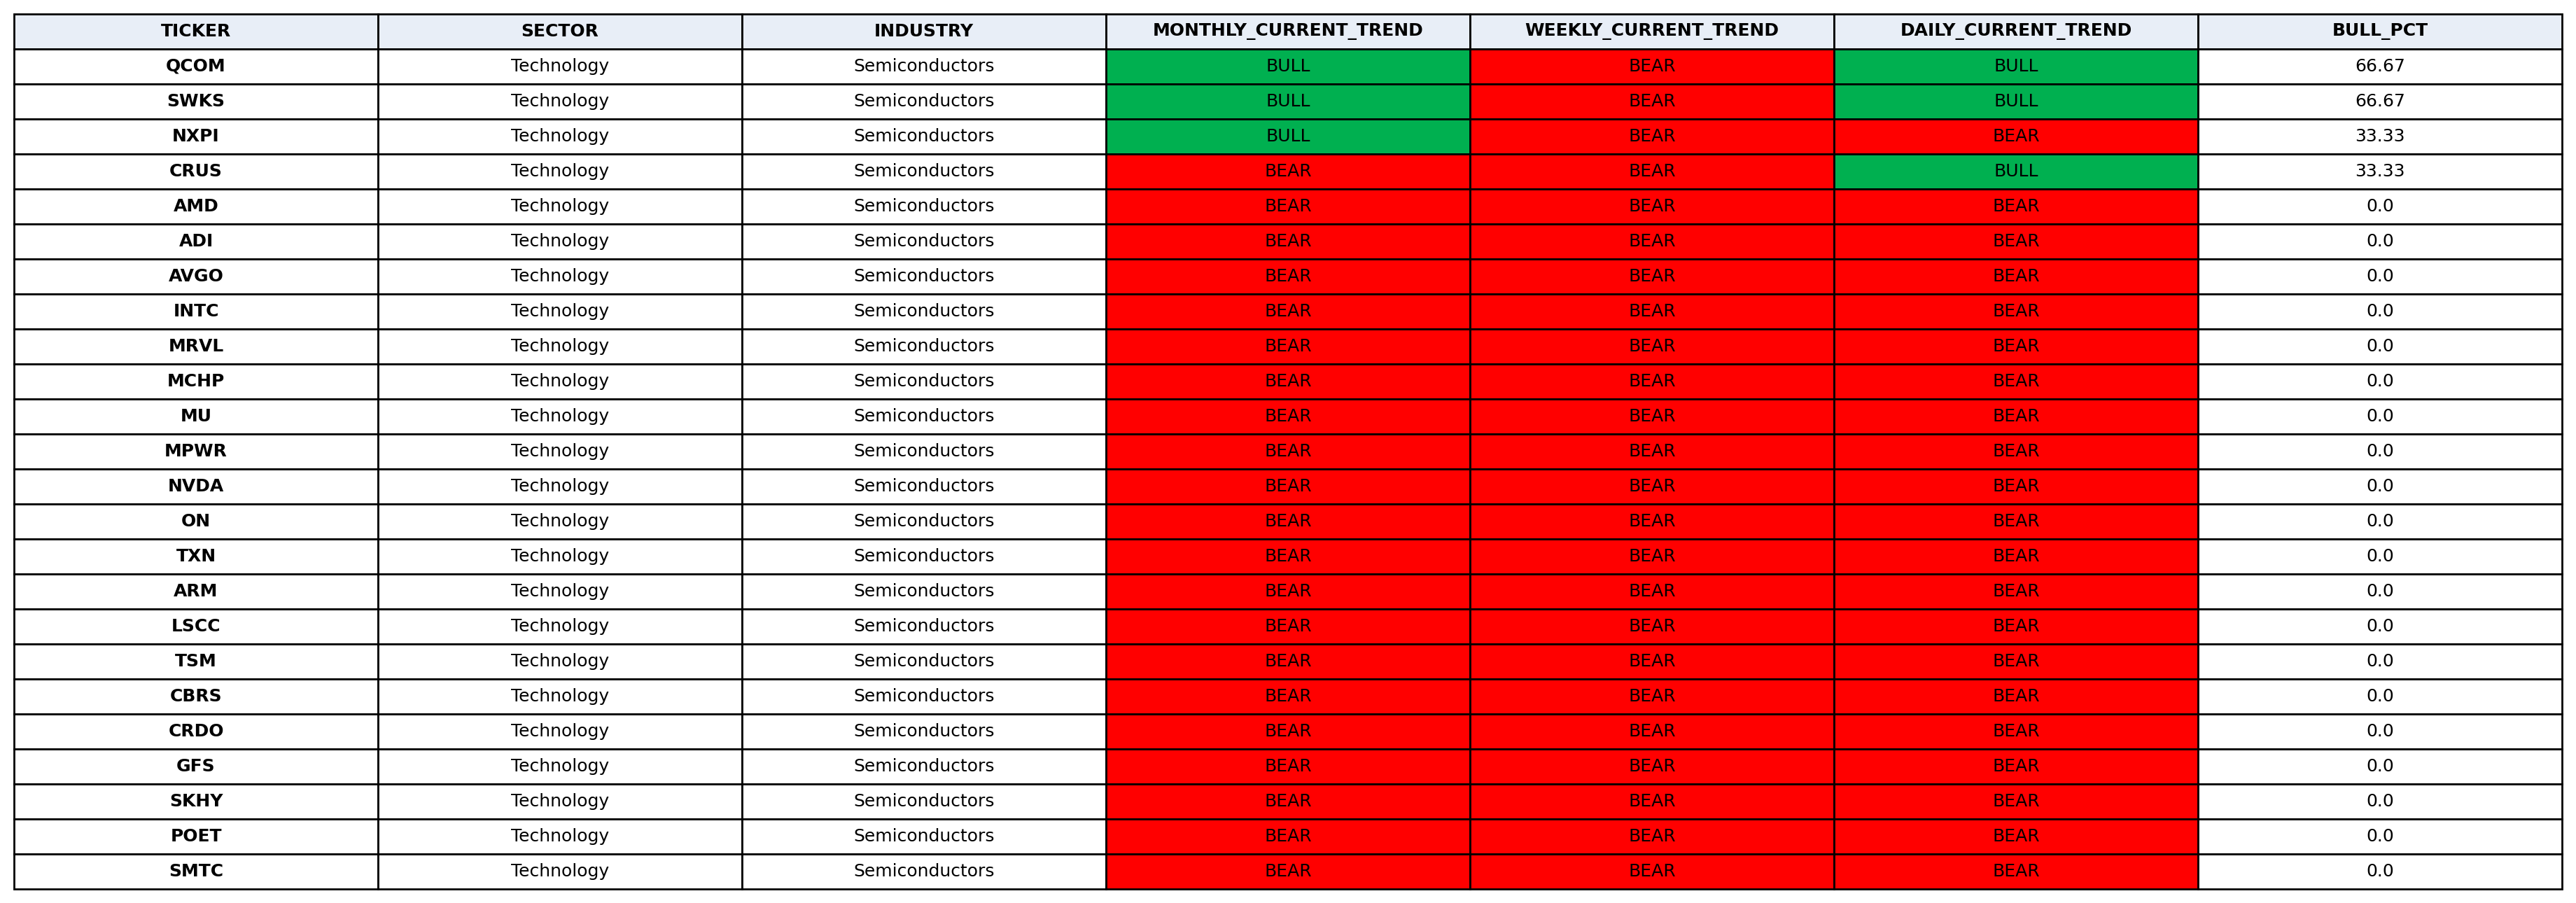 TICKER SECTOR INDUSTRY MONTHLY_CURRENT_TREND WEEKLY_CURRENT_TREND DAILY_CURRENT_TREND BULL_PCT
QCOM Technology Semiconductors BULL BEAR BULL 66.67
SWKS Technology Semiconductors BULL BEAR BULL 66.67
NXPI Technology Semiconductors BULL BEAR BEAR 33.33
CRUS Technology Semiconductors BEAR BEAR BULL 33.33
AMD Technology Semiconductors BEAR BEAR BEAR 0.0
ADI Technology Semiconductors BEAR BEAR BEAR 0.0
AVGO Technology Semiconductors BEAR BEAR BEAR 0.0
INTC Technology Semiconductors BEAR BEAR BEAR 0.0
MRVL Technology Semiconductors BEAR BEAR BEAR 0.0
MCHP Technology Semiconductors BEAR BEAR BEAR 0.0
MU Technology Semiconductors BEAR BEAR BEAR 0.0
MPWR Technology Semiconductors BEAR BEAR BEAR 0.0
NVDA Technology Semiconductors BEAR BEAR BEAR 0.0
ON Technology Semiconductors BEAR BEAR BEAR 0.0
TXN Technology Semiconductors BEAR BEAR BEAR 0.0
ARM Technology Semiconductors BEAR BEAR BEAR 0.0
LSCC Technology Semiconductors BEAR BEAR BEAR 0.0
TSM Technology Semiconductors BEAR BEAR BEAR 0.0
CBRS Technology Semiconductors BEAR BEAR BEAR 0.0
CRDO Technology Semiconductors BEAR BEAR BEAR 0.0
GFS Technology Semiconductors BEAR BEAR BEAR 0.0
SKHY Technology Semiconductors BEAR BEAR BEAR 0.0
POET Technology Semiconductors BEAR BEAR BEAR 0.0
SMTC Technology Semiconductors BEAR BEAR BEAR 0.0